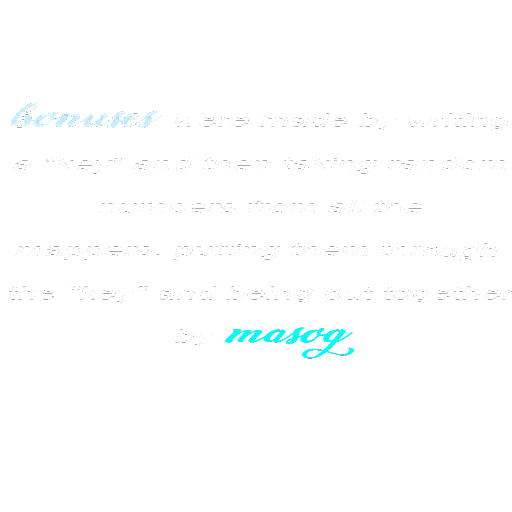 bonuses were made by writing
a "key" and then taking random
numbers from all the
mappers, putting them through
the "key" and being put together
by masog